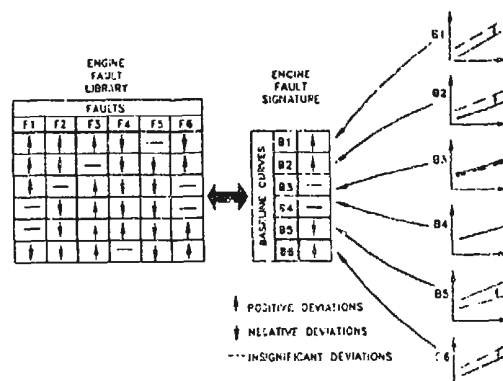 ENGINE
FAULT
LIBRARY
FAULTS
F1 F2 F3 F4 F5 F6
ENGINE
FAULT
SIGNATURE
BASELINE CURVES
B1
B2
B3
B4
B5
B6
POSITIVE DEVIATIONS
NEGATIVE DEVIATIONS
INSIGNIFICANT DEVIATIONS
B1
B2
B3
B4
B5
B6